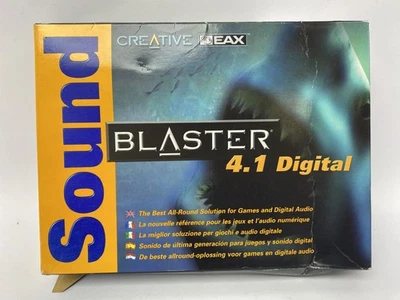 CREATIVE EAX
Sound
BLASTER
4.1 Digital
The Best All-Round Solution for Games and Digital Audio
La nouvelle référence pour les jeux et l'audio numérique
La miglior soluzione per giochi e audio digitale
Sonido de última generación para juegos y sonido digital
De beste allround-oplossing voor games en digitale audio